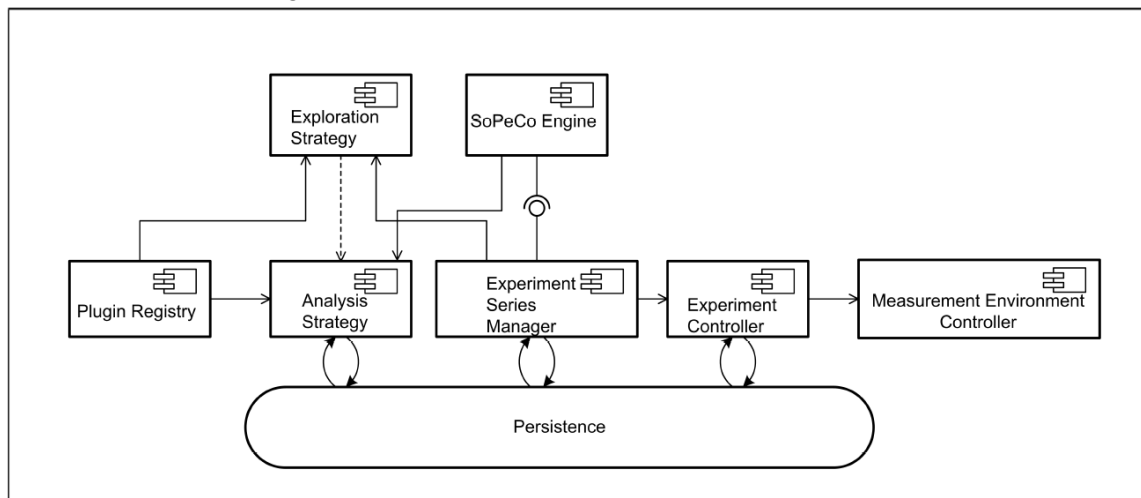 Exploration
Strategy
SoPeCo Engine
Plugin Registry
Analysis
Strategy
Experiment
Series
Manager
Experiment
Controller
Measurement Environment
Controller
Persistence